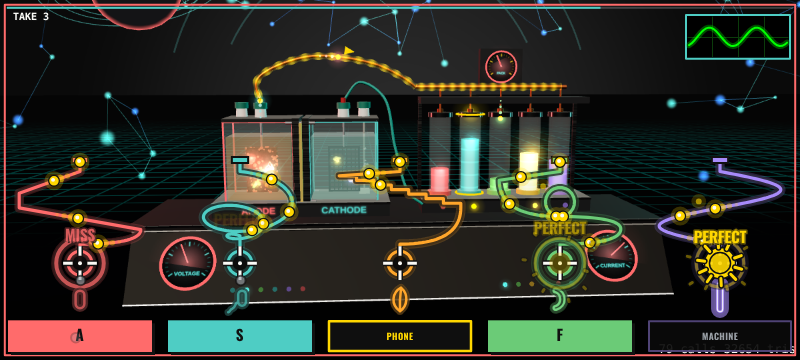 TAKE 3
ANODE
CATHODE
PERFECT
MISS
PERFECT
PERFECT
VOLTAGE
CURRENT
A
S
PHONE
F
MACHINE